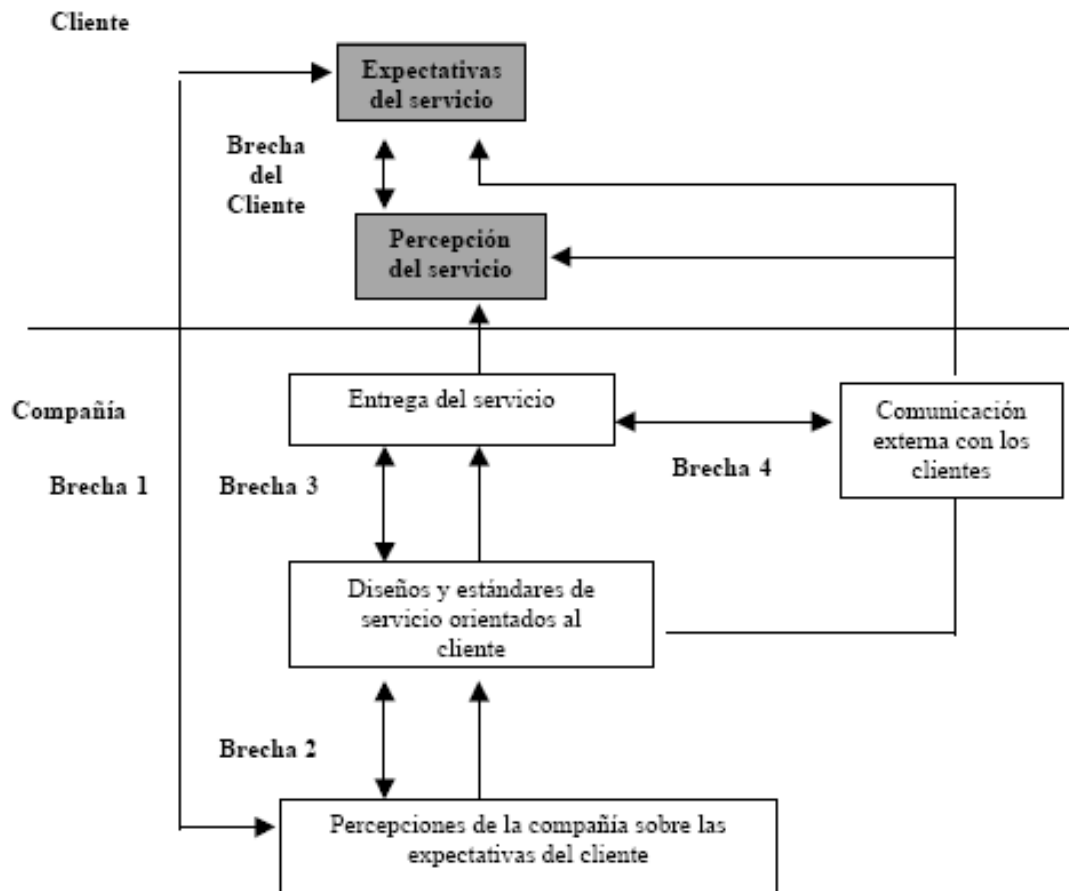 Cliente
Expectativas
del servicio
Brecha
del
Cliente
Percepción
del servicio
Entrega del servicio
Compañía
Comunicación
externa con los
clientes
Brecha 1
Brecha 3
Brecha 4
Diseños y estándares de
servicio orientados al
cliente
Brecha 2
Percepciones de la compañía sobre las
expectativas del cliente